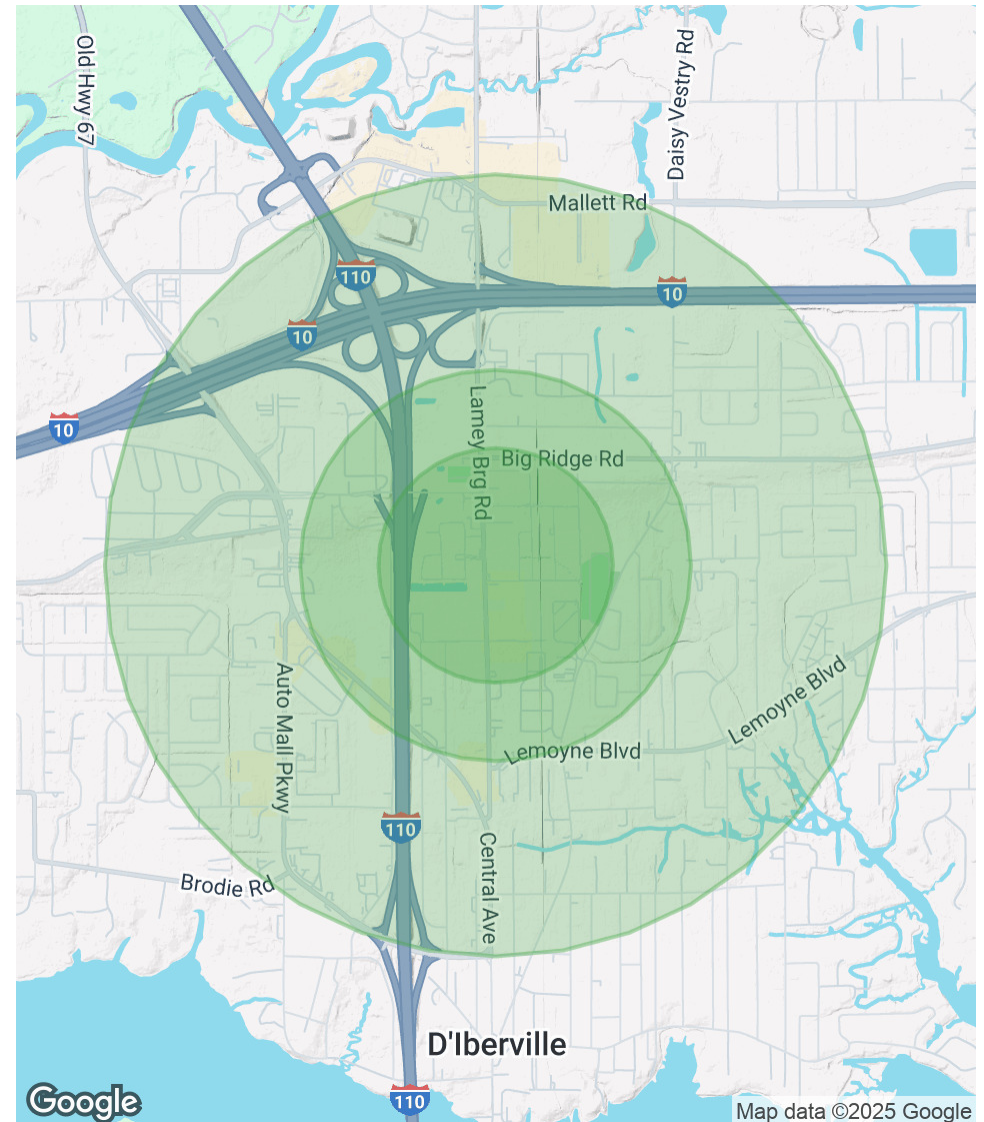 Old Hwy 67
Daisy Vestry Rd
Mallett Rd
110
10
10
10
Lamey Brg Rd
Big Ridge Rd
Auto Mall Pkwy
Lemoyne Blvd
Lemoyne Blvd
110
Central Ave
Brodie Rd
D'Iberville
110
Google
Map data ©2025 Google